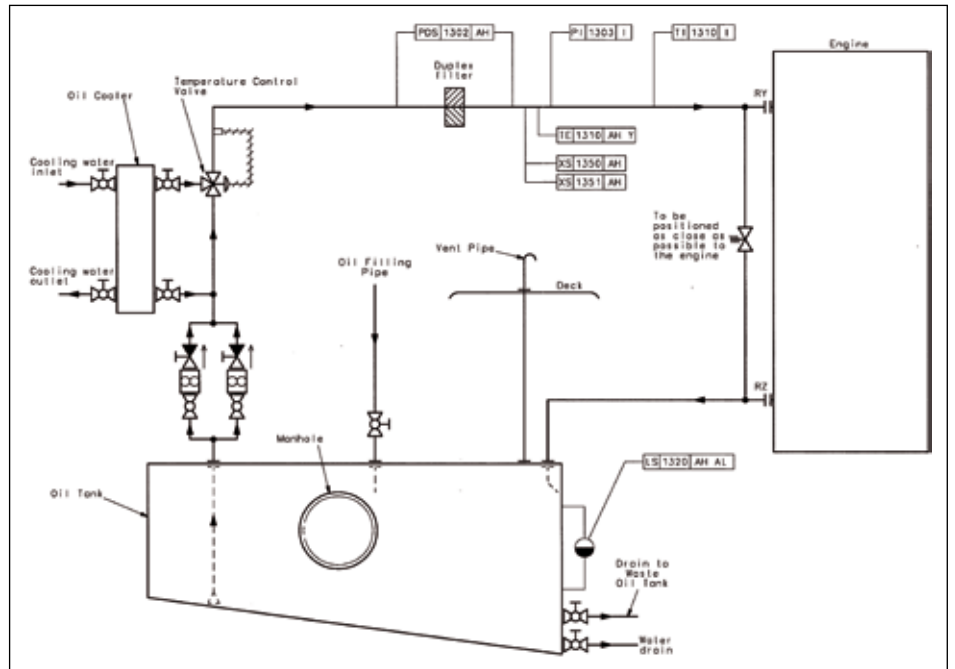 PDS 1302 AH
PI 1303 I
TI 1310 I
Engine
Duplex
filter
Temperature Control
Valve
Oil Cooler
RY
TE 1310 AH Y
Cooling water
inlet
XS 1350 AH
XS 1351 AH
To be
positioned
as close as
possible to
the engine
Vent Pipe
Oil Filling
Pipe
Cooling water
outlet
Deck
RZ
Manhole
LS 1320 AH AL
Oil Tank
Drain to
Waste
Oil Tank
Water
drain